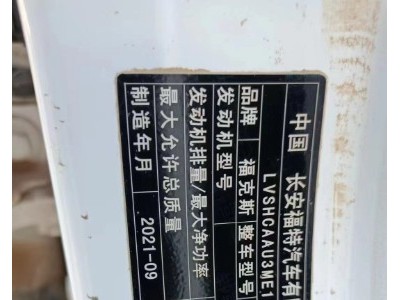 中国 长安福特汽车有
LVSHCAAU3ME
品牌 福克斯 整车型号
发动机型号
发动机排量/最大净功率
最大允许总质量
制造年月 2021-09